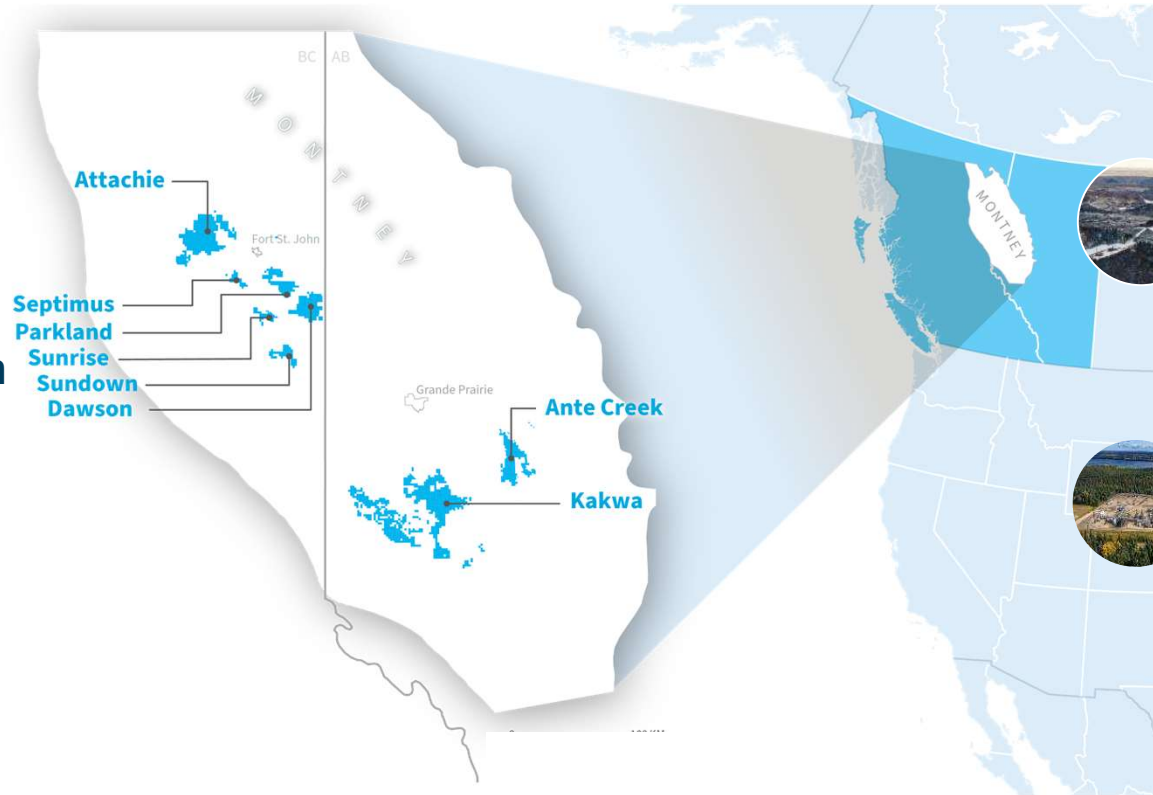 BC AB
MONTNEY
Attachie
Fort St. John
Septimus
Parkland
Sunrise
Sundown
Dawson
Grande Prairie
Ante Creek
Kakwa
MONTNEY